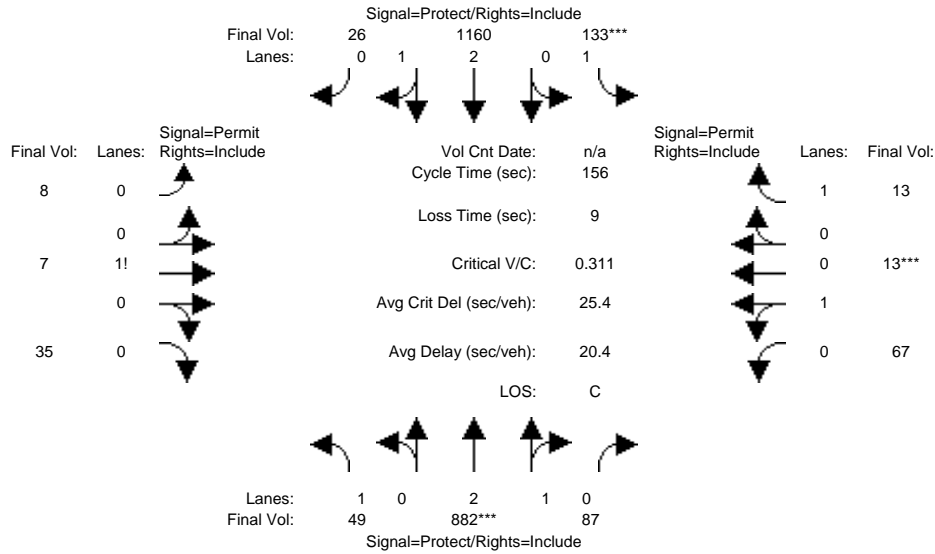 Signal=Protect/Rights=Include
Final Vol: 26 1160 133***
Lanes: 0 1 2 0 1
Signal=Permit
Final Vol: Lanes: Rights=Include
Vol Cnt Date: n/a
Signal=Permit
Rights=Include Lanes: Final Vol:
Cycle Time (sec): 156
8 0
1 13
Loss Time (sec): 9
0
0
7 1!
Critical V/C: 0.311
0 13***
0
Avg Crit Del (sec/veh): 25.4
1
35 0
Avg Delay (sec/veh): 20.4
0 67
LOS: C
Lanes: 1 0 2 1 0
Final Vol: 49 882*** 87
Signal=Protect/Rights=Include